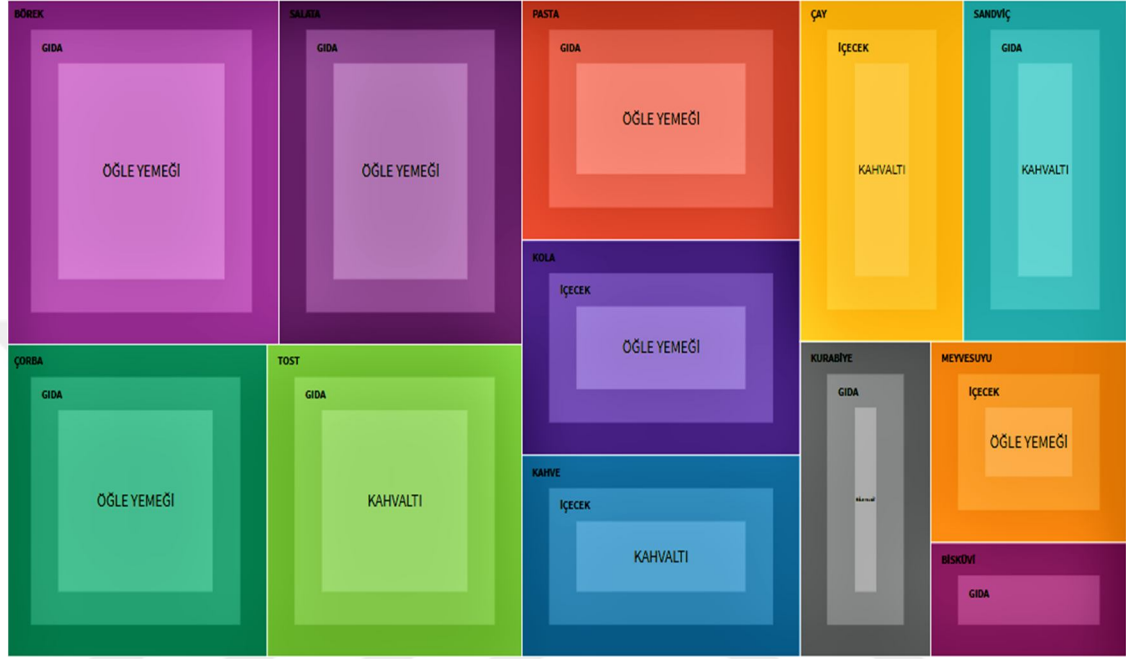 BÖREK
GIDA
ÖĞLE YEMEĞİ
SALATA
GIDA
ÖĞLE YEMEĞİ
PASTA
GIDA
ÖĞLE YEMEĞİ
ÇAY
İÇECEK
KAHVALTI
SANDVİÇ
GIDA
KAHVALTI
KOLA
İÇECEK
ÖĞLE YEMEĞİ
ÇORBA
GIDA
ÖĞLE YEMEĞİ
TOST
GIDA
KAHVALTI
KAHVE
İÇECEK
KAHVALTI
KURABİYE
GIDA
MEYVESUYU
İÇECEK
ÖĞLE YEMEĞİ
BİSKÜVİ
GIDA